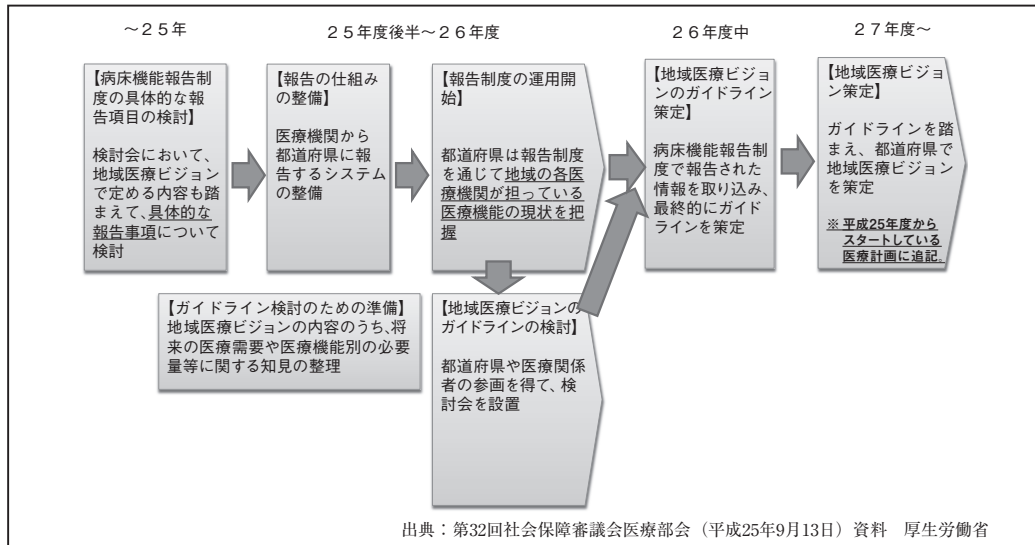 ～２５年
２５年度後半～２６年度
２６年度中
２７年度～
【病床機能報告制
度の具体的な報
告項目の検討】
検討会において、
地域医療ビジョン
で定める内容も踏
まえて、具体的な
報告事項について
検討
【報告の仕組み
の整備】
医療機関から
都道府県に報
告するシステム
の整備
【報告制度の運用開
始】
都道府県は報告制度
を通じて地域の各医
療機関が担っている
医療機能の現状を把
握
【地域医療ビジョ
ンのガイドライン
策定】
病床機能報告制
度で報告された
情報を取り込み、
最終的にガイド
ラインを策定
【地域医療ビジョ
ン策定】
ガイドラインを踏
まえ、都道府県で
地域医療ビジョン
を策定
※ 平成25年度から
スタートしている
医療計画に追記。
【ガイドライン検討のための準備】
地域医療ビジョンの内容のうち、将
来の医療需要や医療機能別の必要
量等に関する知見の整理
【地域医療ビジョンの
ガイドラインの検討】
都道府県や医療関係
者の参画を得て、検
討会を設置
出典：第32回社会保障審議会医療部会（平成25年9月13日）資料　厚生労働省